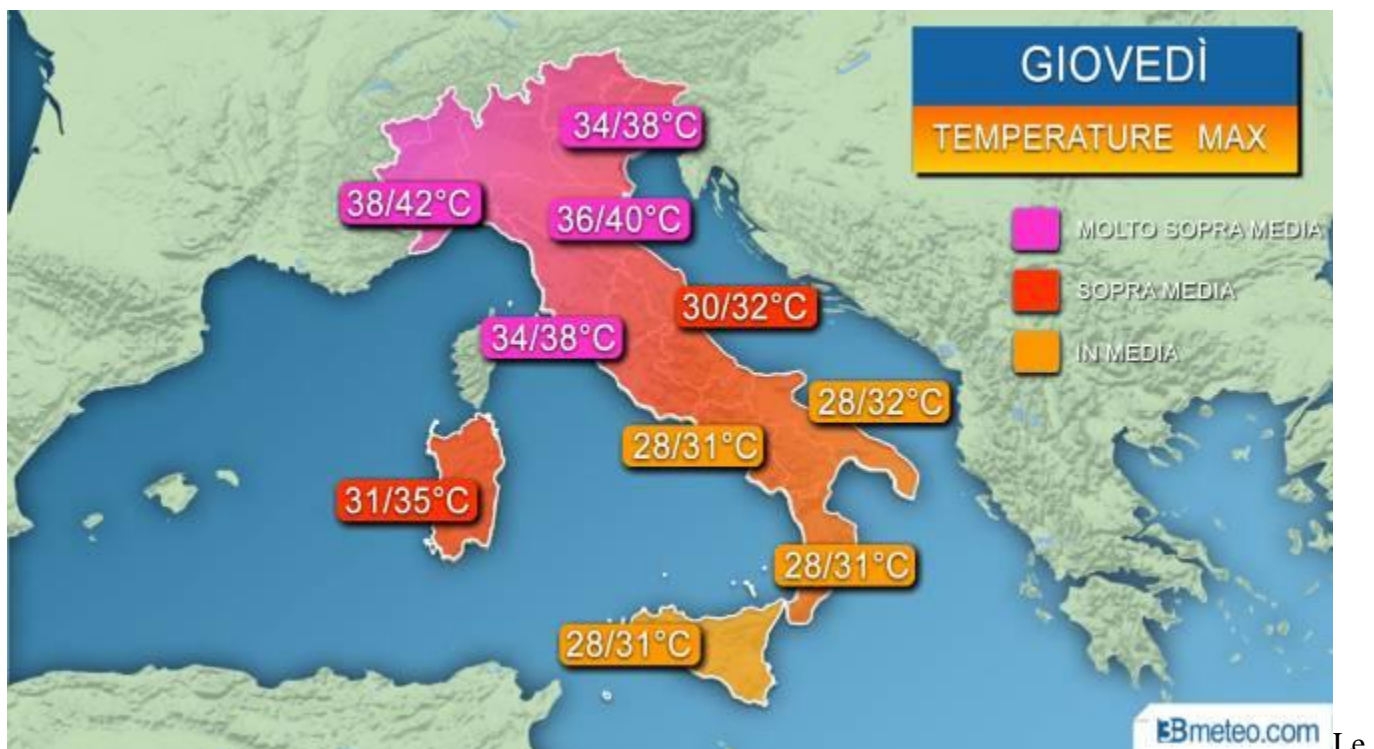 GIOVEDÌ
TEMPERATURE MAX
34/38°C
38/42°C
36/40°C
MOLTO SOPRA MEDIA
SOPRA MEDIA
IN MEDIA
30/32°C
34/38°C
28/32°C
28/31°C
31/35°C
28/31°C
28/31°C
3Bmeteo.com
Le